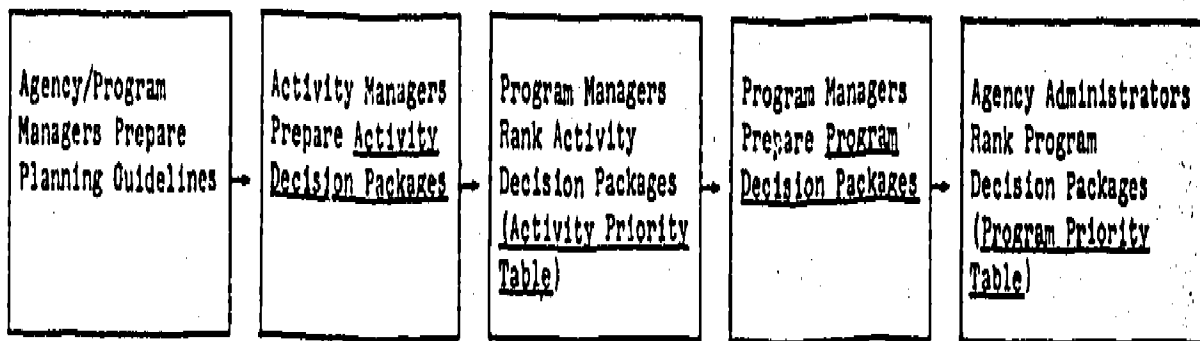 Agency/Program
Managers Prepare
Planning Guidelines
Activity Managers
Prepare Activity
Decision Packages
Program Managers
Rank Activity
Decision Packages
(Activity Priority
Table)
Program Managers
Prepare Program
Decision Packages
Agency Administrators
Rank Program
Decision Packages
(Program Priority
Table)